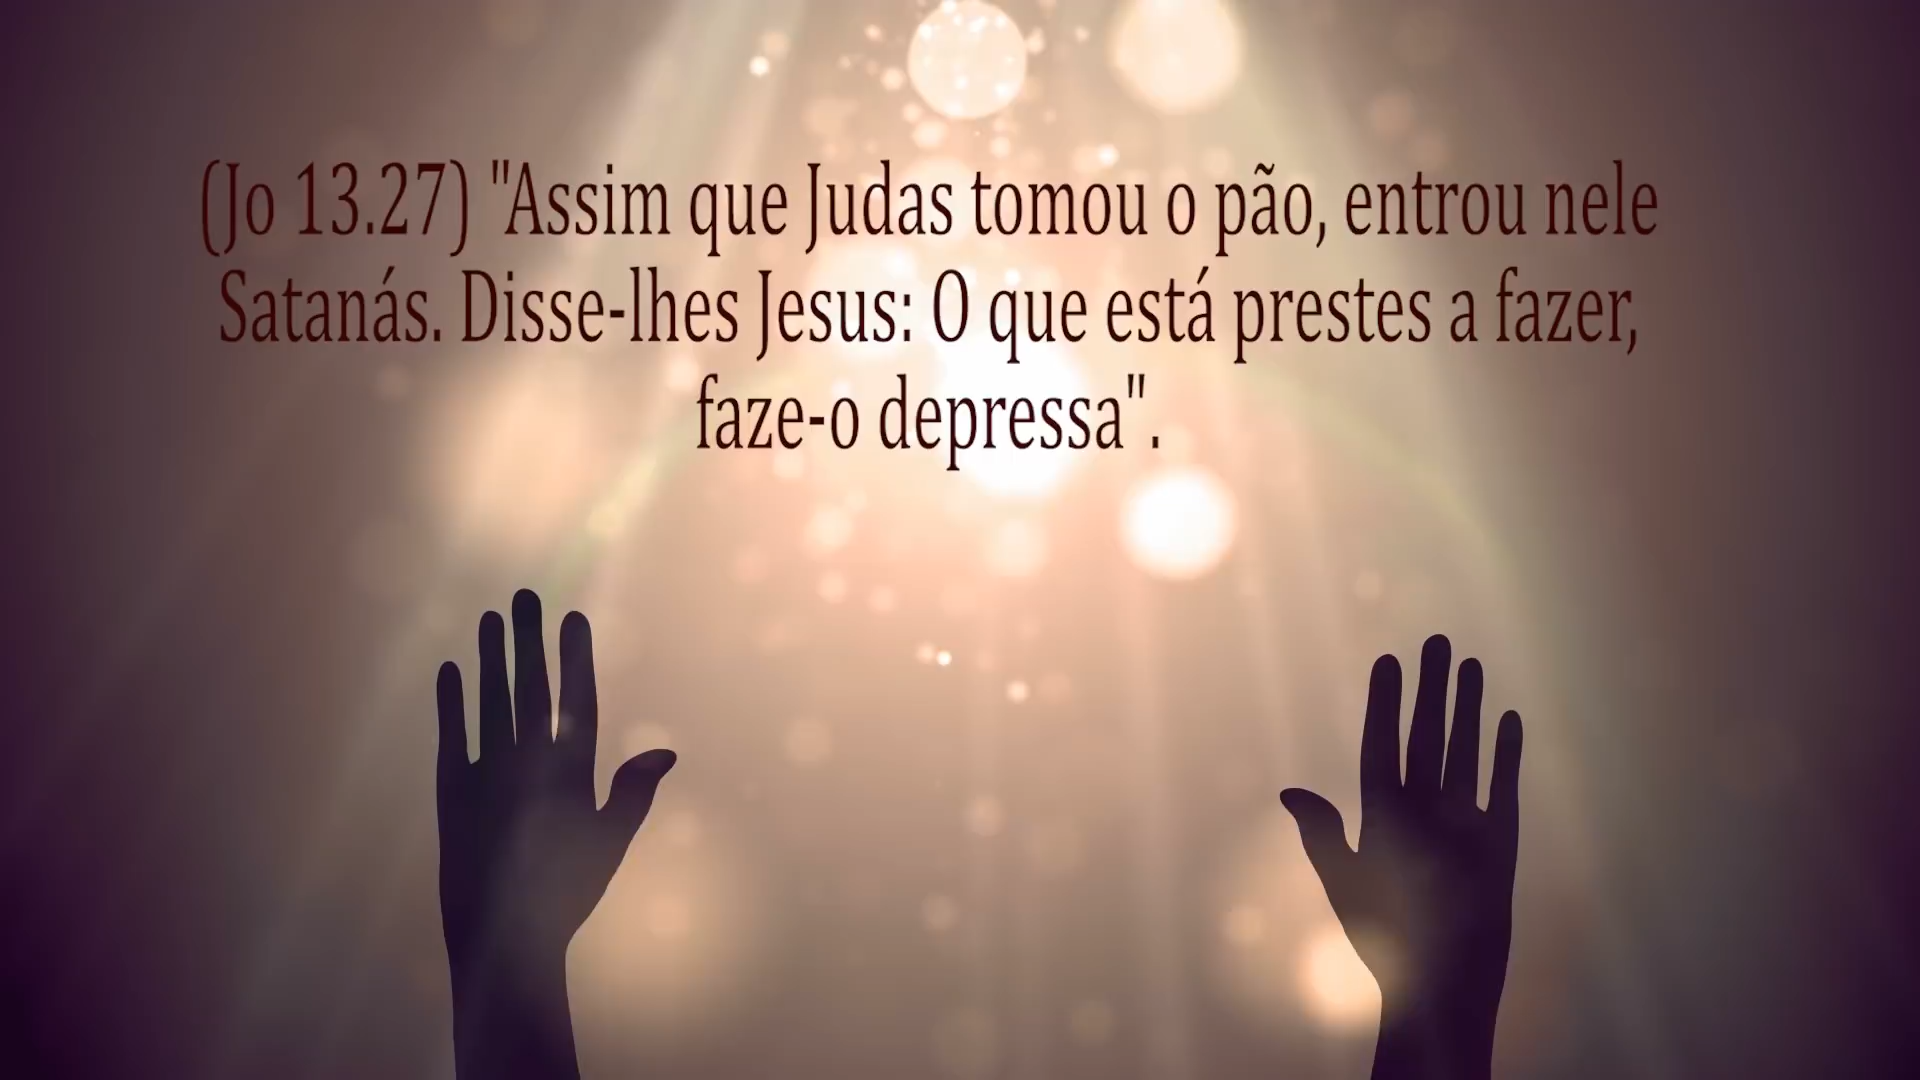 (Jo 13.27) "Assim que Judas tomou o pão, entrou nele
Satanás. Disse-lhes Jesus: O que está prestes a fazer,
faze-o depressa".